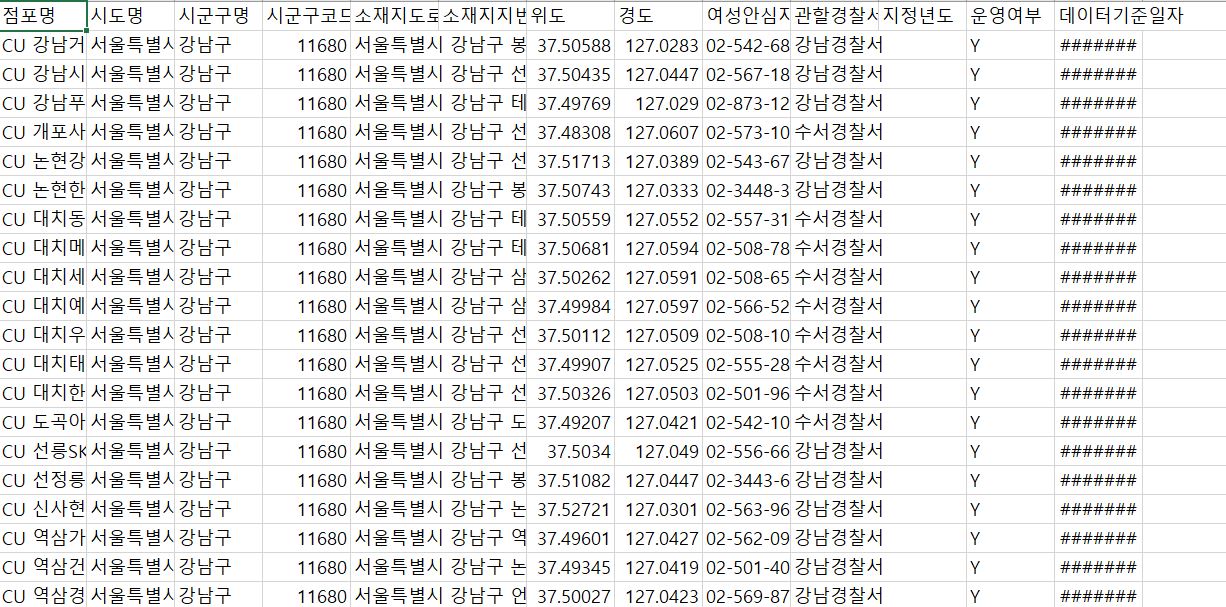 점포명 시도명 시군구명 시군구코드 소재지도로 소재지지번 위도 경도 여성안심지 관할경찰서 지정년도 운영여부 데이터기준일자
CU 강남거 서울특별시 강남구 11680 서울특별시 강남구 봉 37.50588 127.0283 02-542-68 강남경찰서 Y #######
CU 강남시 서울특별시 강남구 11680 서울특별시 강남구 선 37.50435 127.0447 02-567-18 강남경찰서 Y #######
CU 강남푸 서울특별시 강남구 11680 서울특별시 강남구 테 37.49769 127.029 02-873-12 강남경찰서 Y #######
CU 개포사 서울특별시 강남구 11680 서울특별시 강남구 선 37.48308 127.0607 02-573-10 수서경찰서 Y #######
CU 논현강 서울특별시 강남구 11680 서울특별시 강남구 선 37.51713 127.0389 02-543-67 강남경찰서 Y #######
CU 논현한 서울특별시 강남구 11680 서울특별시 강남구 봉 37.50743 127.0333 02-3448-3 강남경찰서 Y #######
CU 대치동 서울특별시 강남구 11680 서울특별시 강남구 테 37.50559 127.0552 02-557-31 수서경찰서 Y #######
CU 대치메 서울특별시 강남구 11680 서울특별시 강남구 테 37.50681 127.0594 02-508-78 수서경찰서 Y #######
CU 대치세 서울특별시 강남구 11680 서울특별시 강남구 삼 37.50262 127.0591 02-508-65 수서경찰서 Y #######
CU 대치예 서울특별시 강남구 11680 서울특별시 강남구 삼 37.49984 127.0597 02-566-52 수서경찰서 Y #######
CU 대치우 서울특별시 강남구 11680 서울특별시 강남구 선 37.50112 127.0509 02-508-10 수서경찰서 Y #######
CU 대치태 서울특별시 강남구 11680 서울특별시 강남구 선 37.49907 127.0525 02-555-28 수서경찰서 Y #######
CU 대치한 서울특별시 강남구 11680 서울특별시 강남구 선 37.50326 127.0503 02-501-96 수서경찰서 Y #######
CU 도곡아 서울특별시 강남구 11680 서울특별시 강남구 도 37.49207 127.0421 02-542-10 수서경찰서 Y #######
CU 선릉SK 서울특별시 강남구 11680 서울특별시 강남구 선 37.5034 127.049 02-556-66 강남경찰서 Y #######
CU 선정릉 서울특별시 강남구 11680 서울특별시 강남구 봉 37.51082 127.0447 02-3443-6 강남경찰서 Y #######
CU 신사현 서울특별시 강남구 11680 서울특별시 강남구 논 37.52721 127.0301 02-563-96 강남경찰서 Y #######
CU 역삼가 서울특별시 강남구 11680 서울특별시 강남구 역 37.49601 127.0427 02-562-09 강남경찰서 Y #######
CU 역삼건 서울특별시 강남구 11680 서울특별시 강남구 논 37.49345 127.0419 02-501-40 강남경찰서 Y #######
CU 역삼경 서울특별시 강남구 11680 서울특별시 강남구 언 37.50027 127.0423 02-569-87 강남경찰서 Y #######